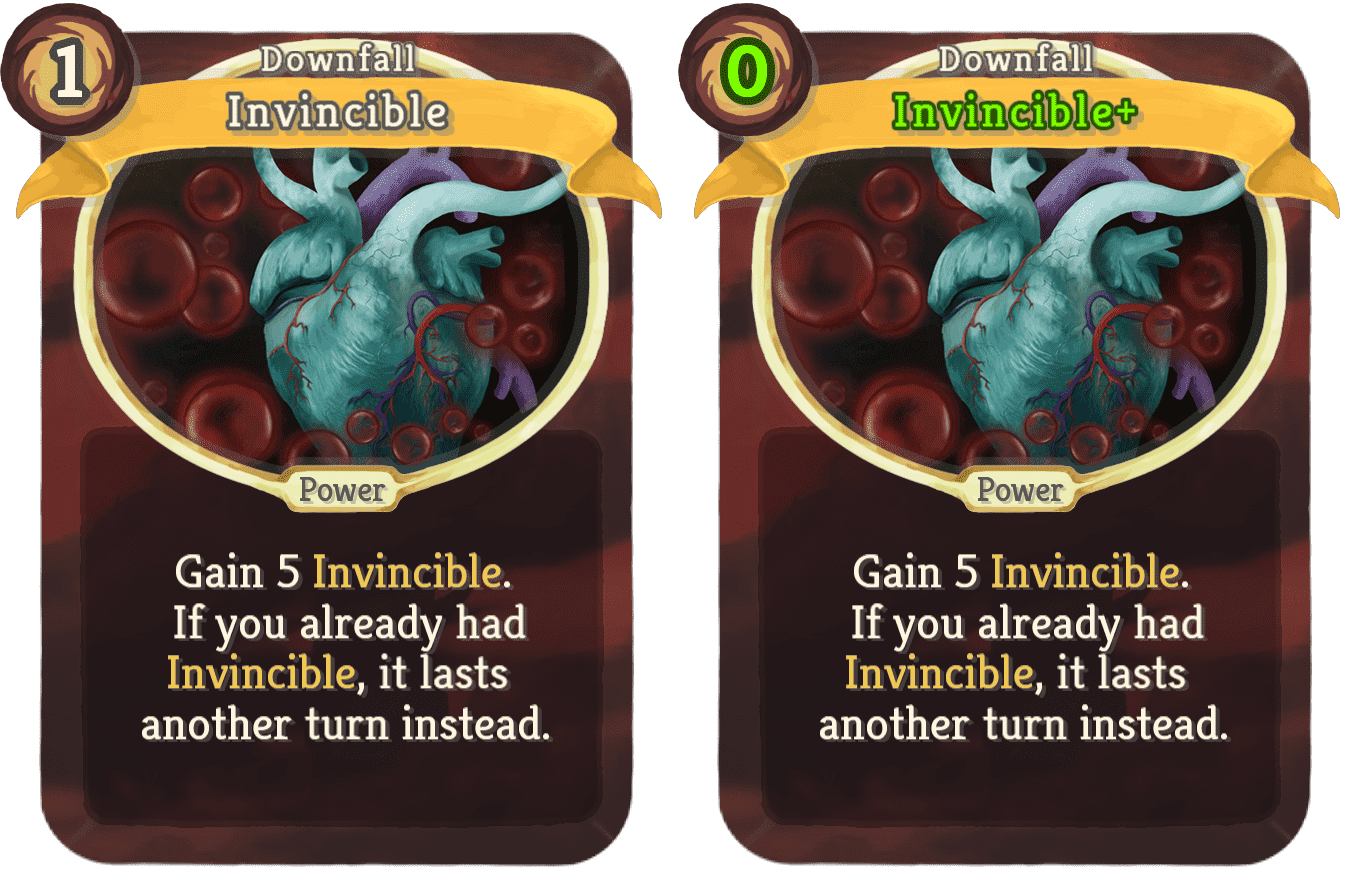 1
Downfall
Invincible
Power
Gain 5 Invincible.
If you already had
Invincible, it lasts
another turn instead.
0
Downfall
Invincible+
Power
Gain 5 Invincible.
If you already had
Invincible, it lasts
another turn instead.